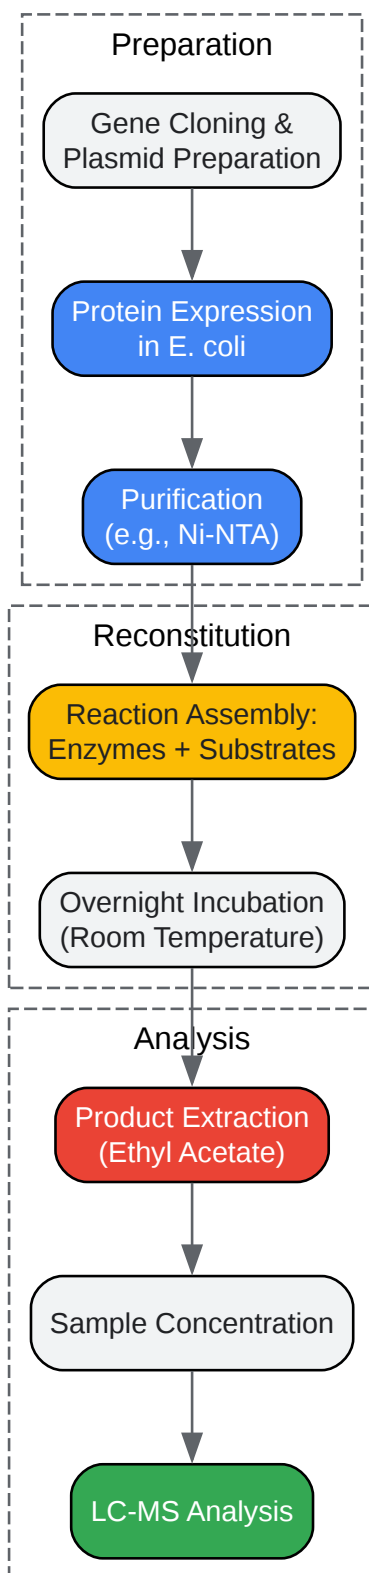 Preparation
Gene Cloning &
Plasmid Preparation
Protein Expression
in E. coli
Purification
(e.g., Ni-NTA)
Reconstitution
Reaction Assembly:
Enzymes + Substrates
Overnight Incubation
(Room Temperature)
Analysis
Product Extraction
(Ethyl Acetate)
Sample Concentration
LC-MS Analysis